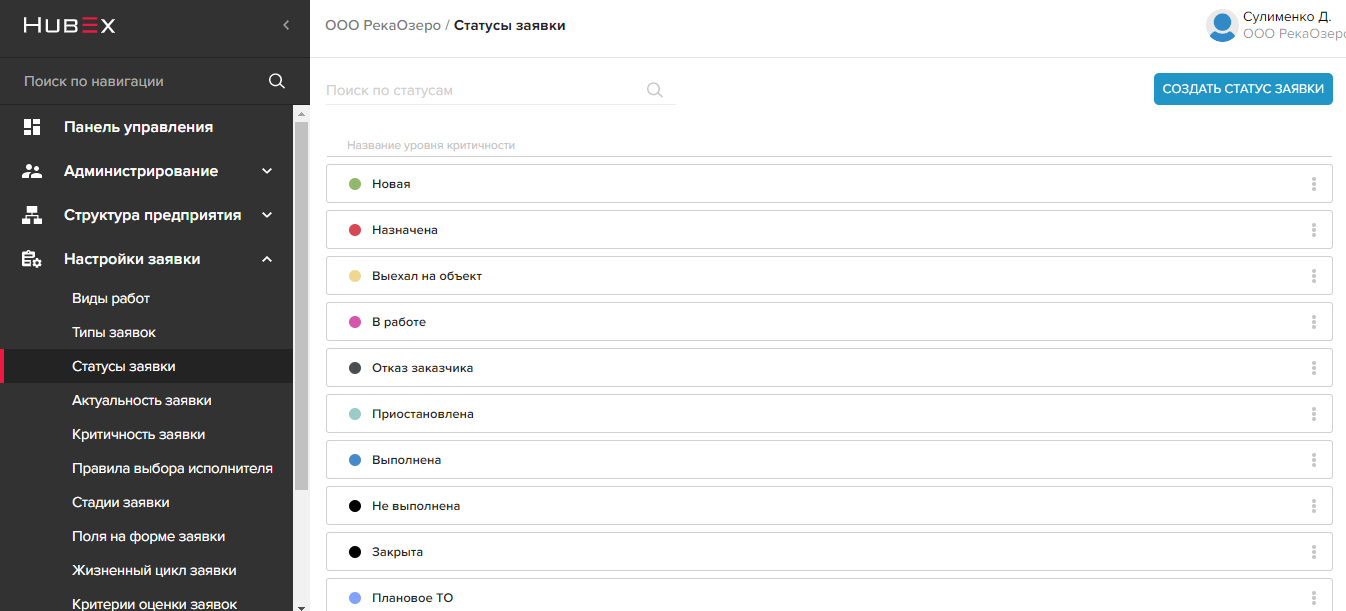 HUBEX
Поиск по навигации
Панель управления
Администрирование
Структура предприятия
Настройки заявки
Виды работ
Типы заявок
Статусы заявки
Актуальность заявки
Критичность заявки
Правила выбора исполнителя
Стадии заявки
Поля на форме заявки
Жизненный цикл заявки
Критерии оценки заявок
ООО РекаОзеро / Статусы заявки
Сулименко Д.
ООО РекаОзеро
Поиск по статусам
СОЗДАТЬ СТАТУС ЗАЯВКИ
Название уровня критичности
Новая
Назначена
Выехал на объект
В работе
Отказ заказчика
Приостановлена
Выполнена
Не выполнена
Закрыта
Плановое ТО